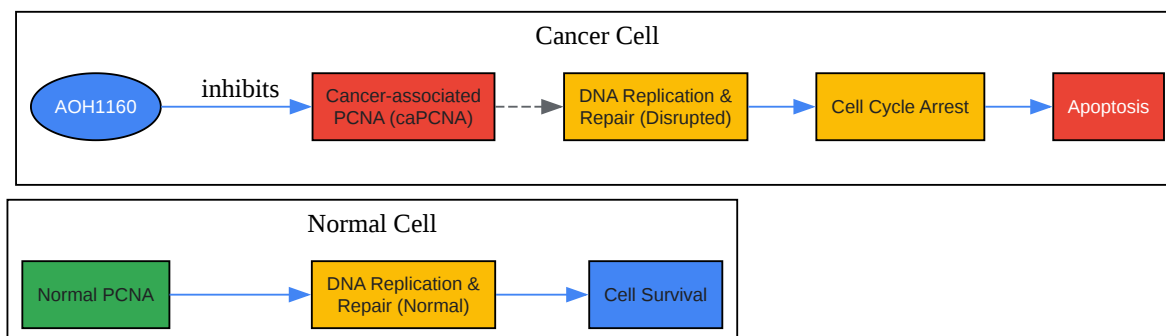 Cancer Cell
AOH1160
inhibits
Cancer-associated
PCNA (caPCNA)
DNA Replication &
Repair (Disrupted)
Cell Cycle Arrest
Apoptosis
Normal Cell
Normal PCNA
DNA Replication &
Repair (Normal)
Cell Survival